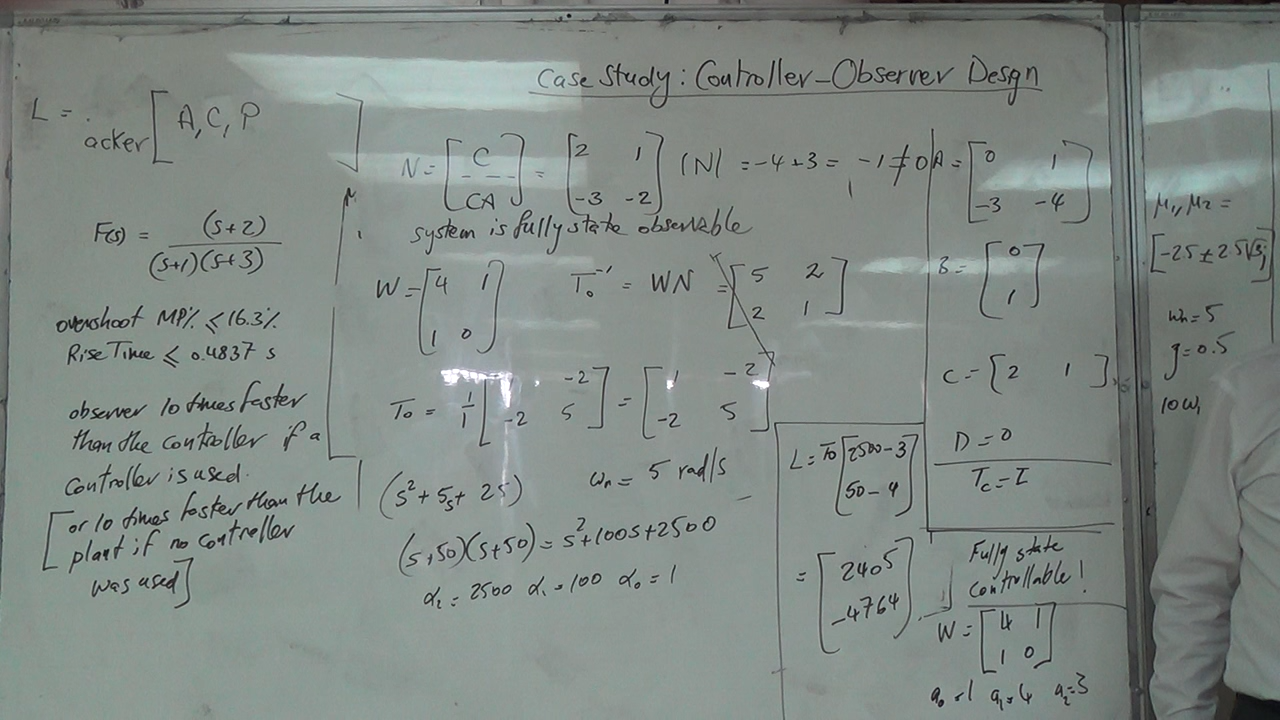 Case Study: Controller-Observer Design
L = acker [A, C, P]
F(s) = (s+2) / (s+1)(s+3)
overshoot MP% ≤ 16.3%
Rise Time ≤ 0.4837 s
observer 10 times faster
than the controller if a
controller is used.
[or 10 times faster than the
plant if no controller
was used]
N = [C / CA] = [2 1; -3 -2] |N| = -4+3 = -1 ≠ 0
system is fully state observable
W = [4 1; 1 0] To⁻¹ = WN = [5 2; 2 1]
To = 1/1 [1 -2; -2 5] = [1 -2; -2 5]
(s²+5s+25) ωn = 5 rad/s
(s+50)(s+50) = s²+100s+2500
α₂ = 2500 α₁ = 100 α₀ = 1
L = To [2500-3; 50-4]
= [2405; -4764]
A = [0 1; -3 -4]
B = [0; 1]
C = [2 1]
D = 0
Tc = I
Fully state
controllable!
W = [4 1; 1 0]
a₀ = 1 a₁ = 4 a₂ = 3
μ₁, μ₂ =
ωn = 5
ʒ = 0.5